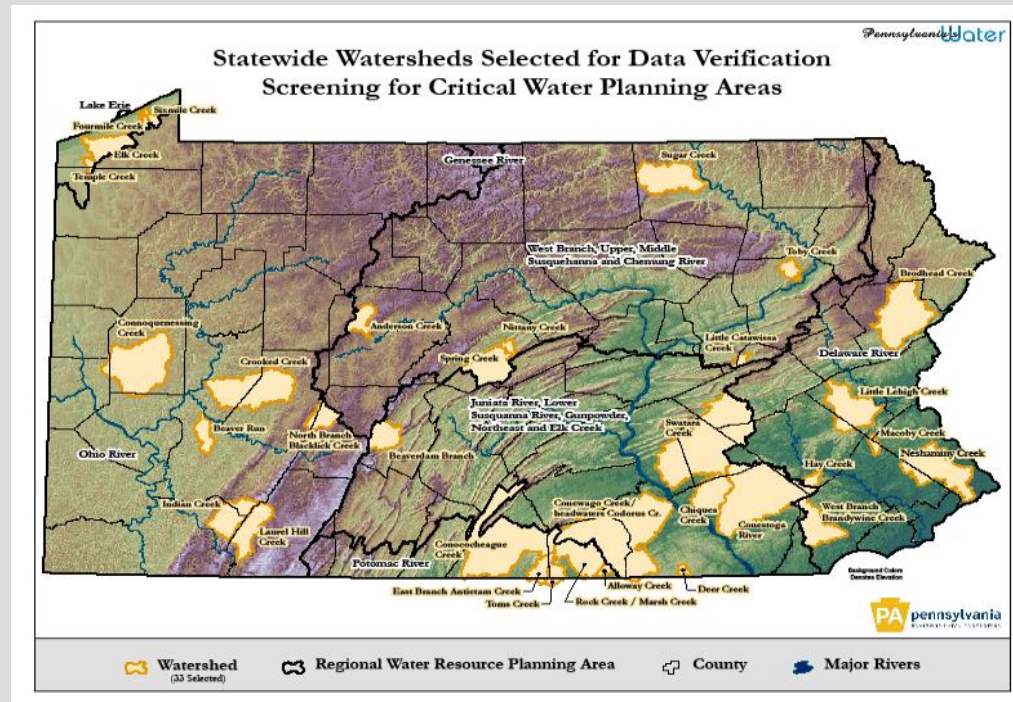 Pennsylvania's Water
Statewide Watersheds Selected for Data Verification
Screening for Critical Water Planning Areas
Lake Erie
Sixmile Creek
Fourmile Creek
Elk Creek
Temple Creek
Genessee River
Sugar Creek
West Branch, Upper, Middle
Susquehanna and Chemung River
Toby Creek
Brodhead Creek
Connoquenessing
Creek
Anderson Creek
Nittany Creek
Spring Creek
Little Catawissa
Creek
Delaware River
Crooked Creek
Little Lehigh Creek
Juniata River, Lower
Susquanna River, Gunpowder,
Northeast and Elk Creek
Swatara
Creek
Beaver Run
North Branch
Blacklick Creek
Beaverdam Branch
Macoby Creek
Neshaminy Creek
Ohio River
Hay Creek
Indian Creek
Laurel Hill
Creek
Conewago Creek/
headwaters Codorus Cr.
Chiques
Creek
Conestoga
River
West Branch
Brandywine Creek
Conococheague
Creek
Potomac River
East Branch Antietam Creek
Toms Creek
Rock Creek / Marsh Creek
Alloway Creek
Deer Creek
Background Colors
Denotes Elevation
PA pennsylvania
Watershed
(33 Selected)
Regional Water Resource Planning Area
County
Major Rivers